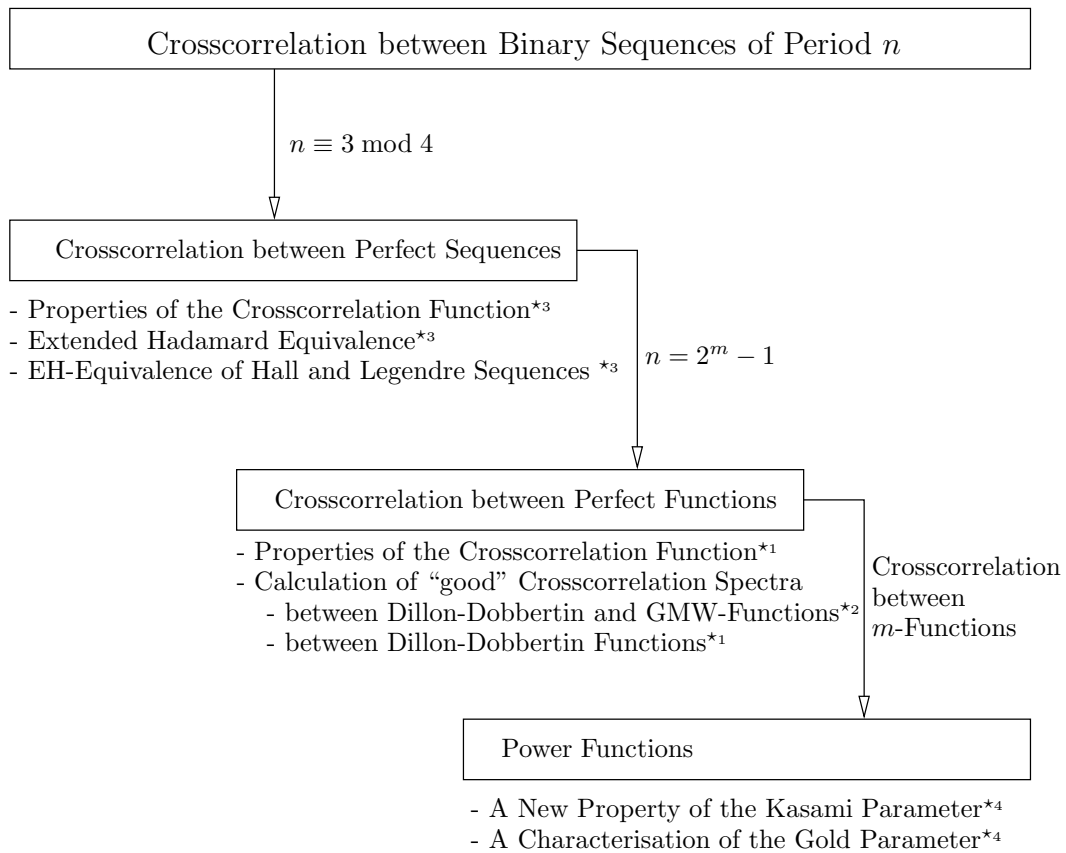 Crosscorrelation between Binary Sequences of Period n
n ≡ 3 mod 4
Crosscorrelation between Perfect Sequences
- Properties of the Crosscorrelation Function⋆3
- Extended Hadamard Equivalence⋆3
- EH-Equivalence of Hall and Legendre Sequences ⋆3
n = 2^m − 1
Crosscorrelation between Perfect Functions
- Properties of the Crosscorrelation Function⋆1
- Calculation of “good” Crosscorrelation Spectra
- between Dillon-Dobbertin and GMW-Functions⋆2
- between Dillon-Dobbertin Functions⋆1
Crosscorrelation
between
m-Functions
Power Functions
- A New Property of the Kasami Parameter⋆4
- A Characterisation of the Gold Parameter⋆4